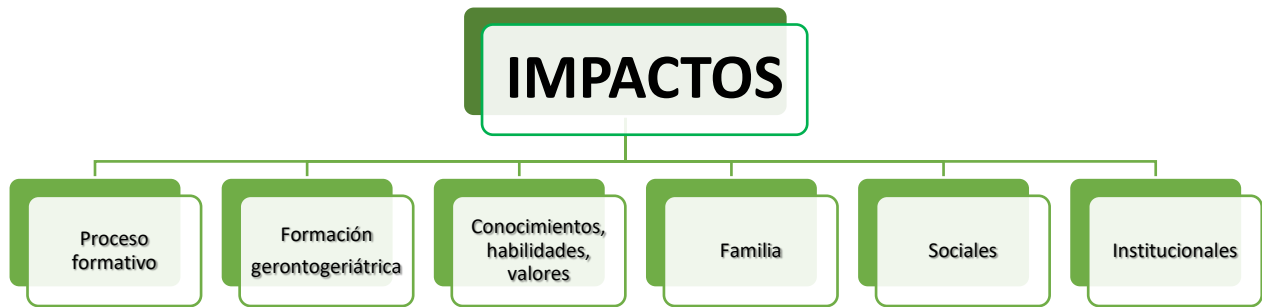 IMPACTOS
Proceso
formativo
Formación
gerontogeriátrica
Conocimientos,
habilidades,
valores
Familia
Sociales
Institucionales